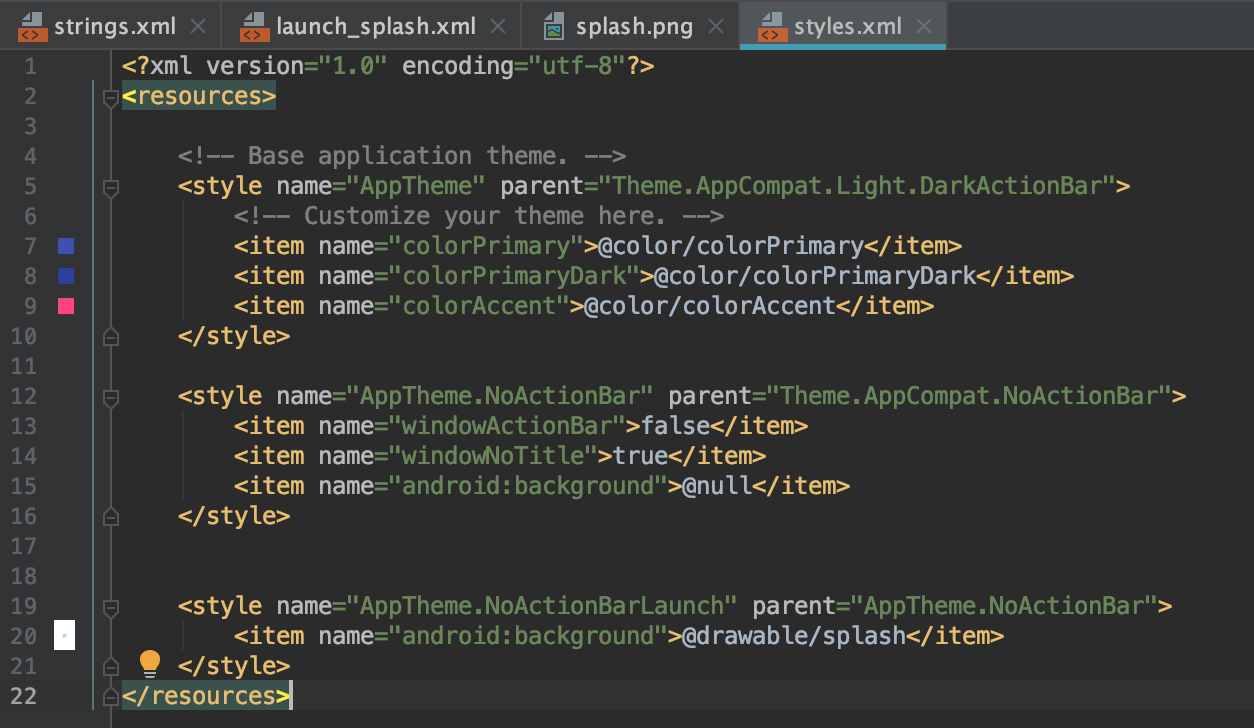 strings.xml launch_splash.xml splash.png styles.xml
1 <?xml version="1.0" encoding="utf-8"?>
2 <resources>
3
4 <!-- Base application theme. -->
5 <style name="AppTheme" parent="Theme.AppCompat.Light.DarkActionBar">
6 <!-- Customize your theme here. -->
7 <item name="colorPrimary">@color/colorPrimary</item>
8 <item name="colorPrimaryDark">@color/colorPrimaryDark</item>
9 <item name="colorAccent">@color/colorAccent</item>
10 </style>
11
12 <style name="AppTheme.NoActionBar" parent="Theme.AppCompat.NoActionBar">
13 <item name="windowActionBar">false</item>
14 <item name="windowNoTitle">true</item>
15 <item name="android:background">@null</item>
16 </style>
17
18
19 <style name="AppTheme.NoActionBarLaunch" parent="AppTheme.NoActionBar">
20 <item name="android:background">@drawable/splash</item>
21 </style>
22 </resources>